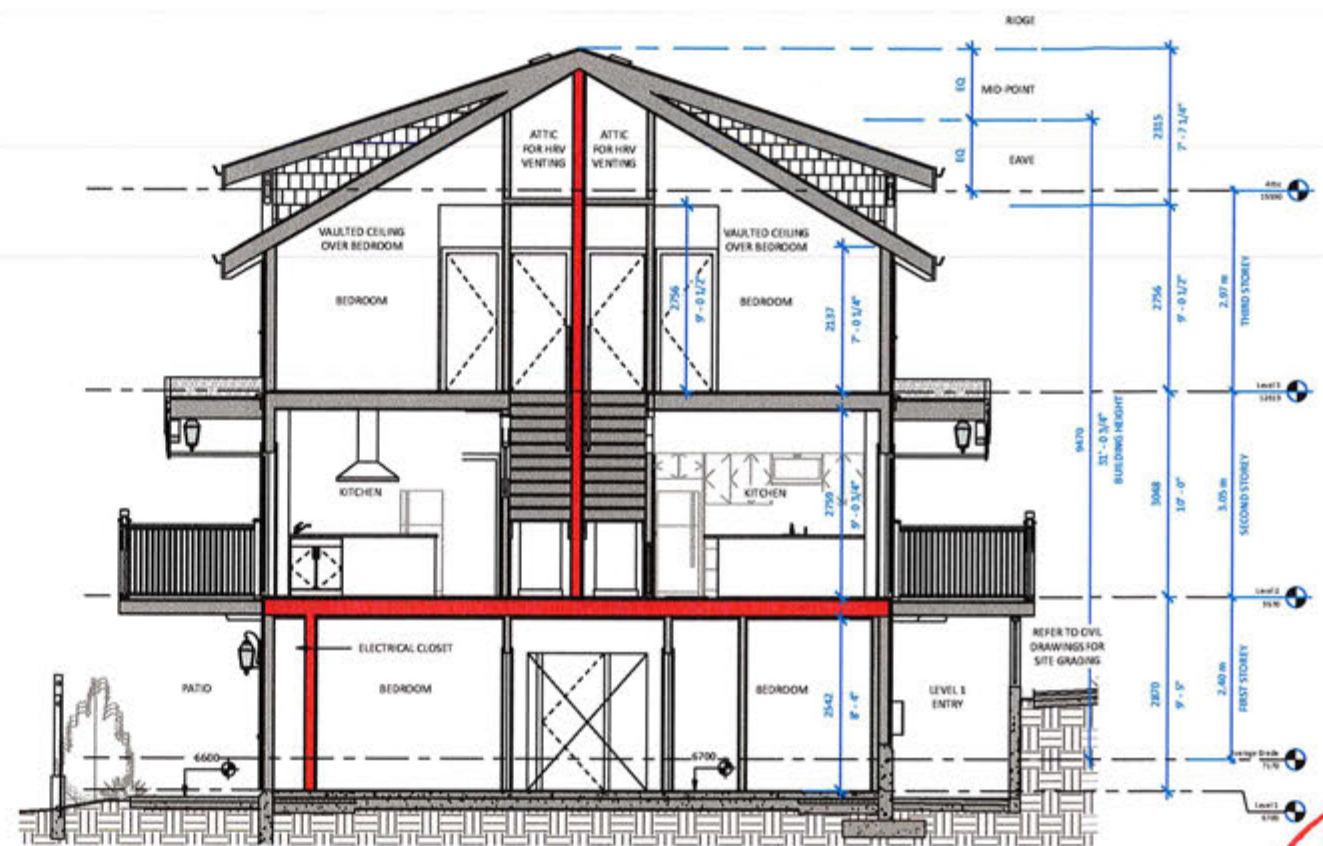 RIDGE
EQ
MID-POINT
EQ
EAVE
2315
7' - 7 1/4"
ATTIC
FOR HRV
VENTING
ATTIC
FOR HRV
VENTING
Attic
VAULTED CEILING
OVER BEDROOM
VAULTED CEILING
OVER BEDROOM
BEDROOM
BEDROOM
2756
9' - 0 1/2"
2137
7' - 0 1/4"
2756
9' - 0 1/2"
2.97 m
THIRD STOREY
Level 3
9470
31' - 0 3/4"
BUILDING HEIGHT
KITCHEN
KITCHEN
2759
9' - 0 3/4"
3048
10' - 0"
3.05 m
SECOND STOREY
Level 2
ELECTRICAL CLOSET
PATIO
BEDROOM
BEDROOM
LEVEL 1
ENTRY
REFER TO CIVIL
DRAWINGS FOR
SITE GRADING
2542
8' - 4"
2870
9' - 5"
2.40 m
FIRST STOREY
6600
6700
Average Grade
Level 1
6700